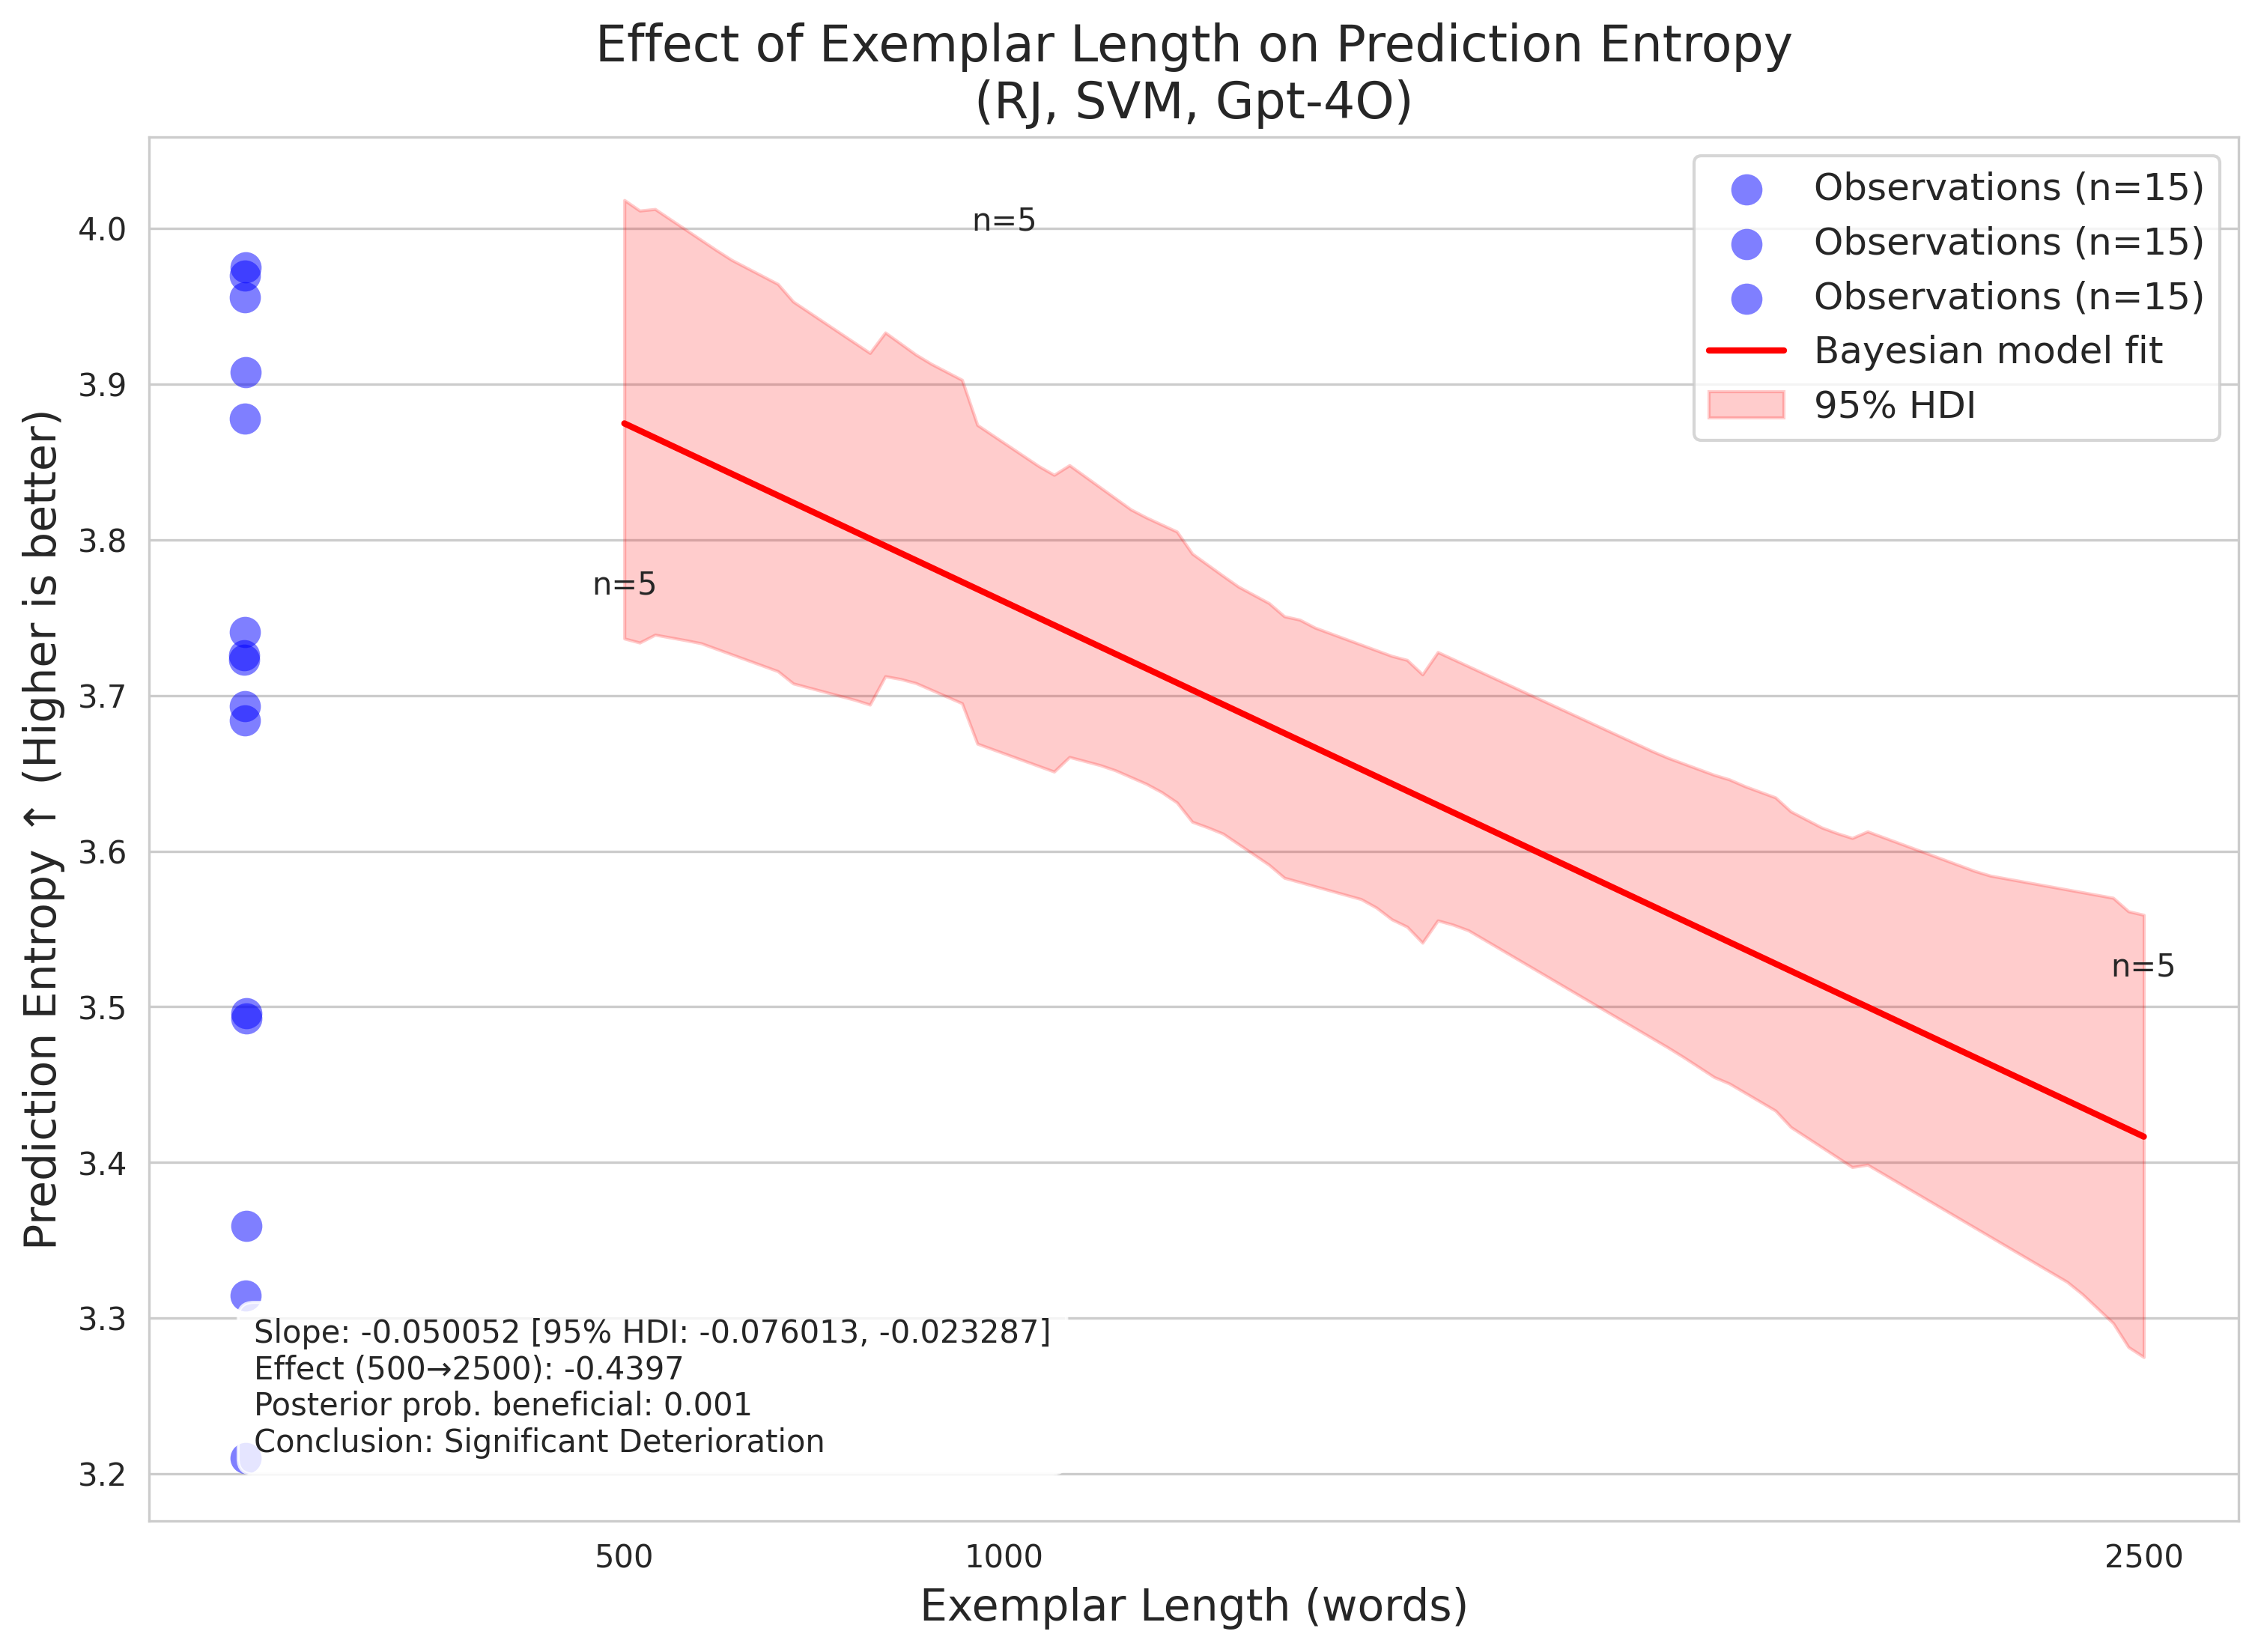 Effect of Exemplar Length on Prediction Entropy
(RJ, SVM, Gpt-4O)
Observations (n=15)
Observations (n=15)
Observations (n=15)
Bayesian model fit
95% HDI
Prediction Entropy ↑ (Higher is better)
4.0
3.9
3.8
3.7
3.6
3.5
3.4
3.3
3.2
n=5
n=5
n=5
Slope: -0.050052 [95% HDI: -0.076013, -0.023287]
Effect (500→2500): -0.4397
Posterior prob. beneficial: 0.001
Conclusion: Significant Deterioration
500
1000
2500
Exemplar Length (words)